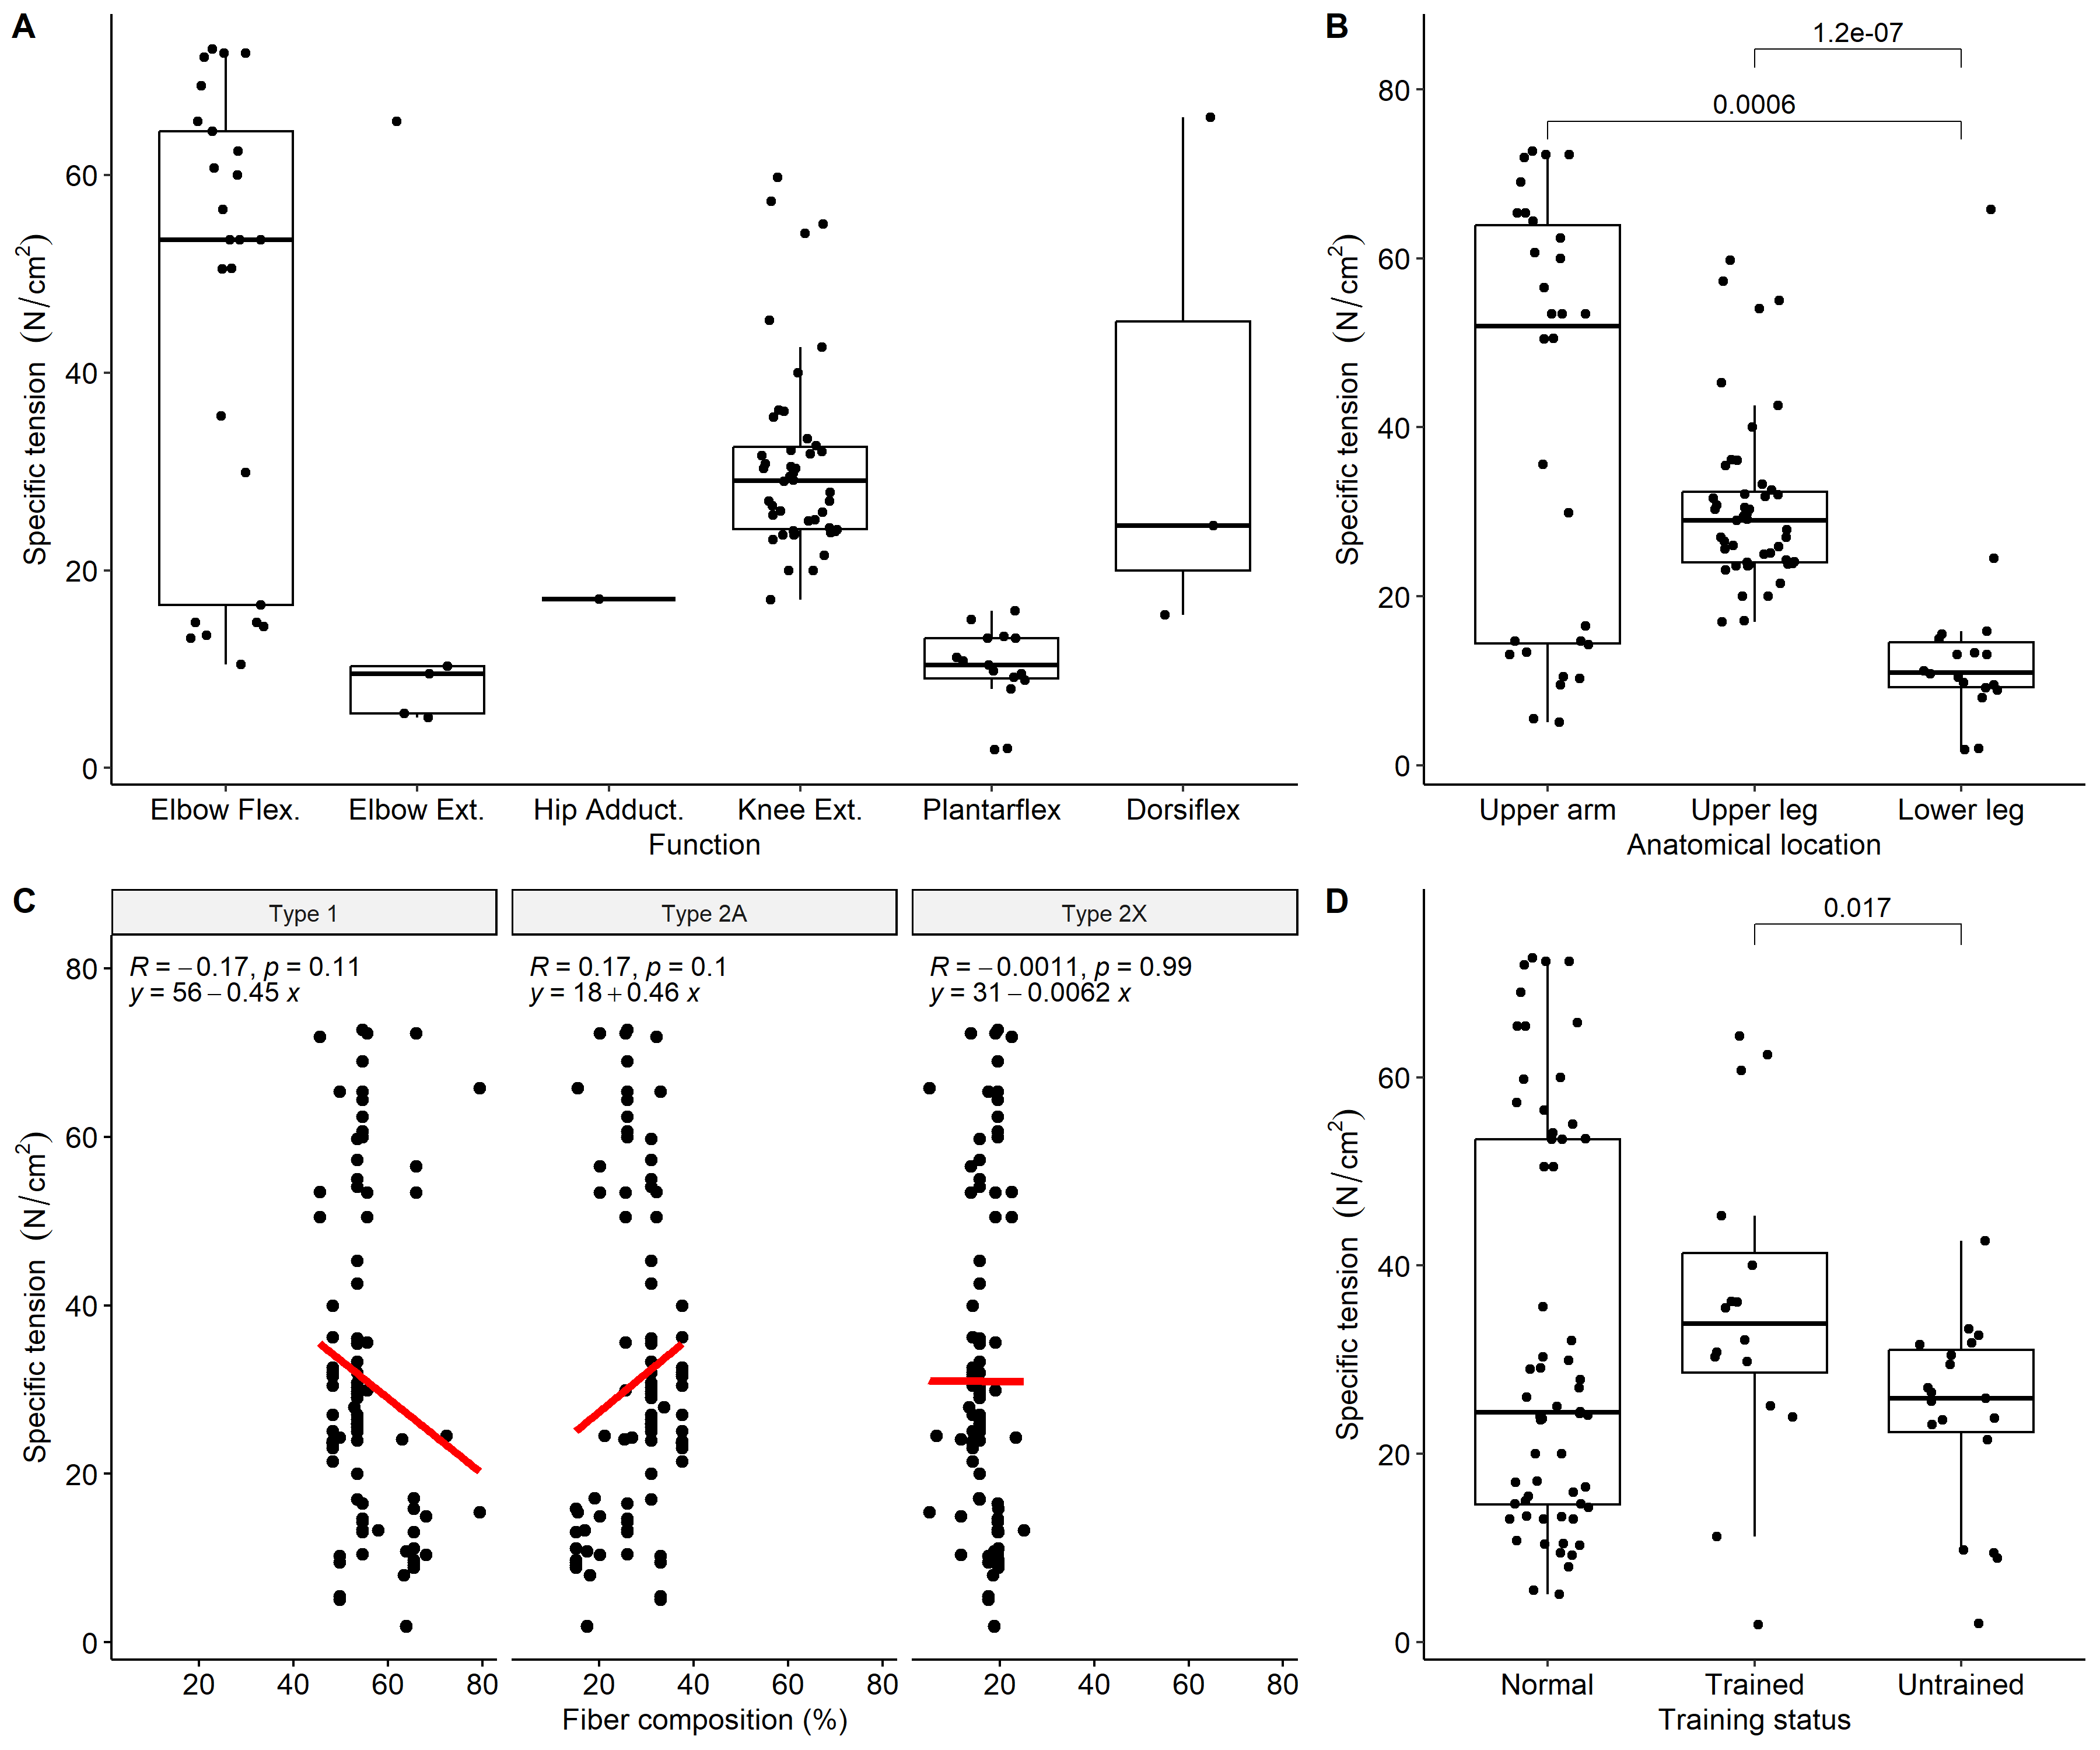 A
Specific tension (N/cm²)
60
40
20
0
Elbow Flex. Elbow Ext. Hip Adduct. Knee Ext. Plantarflex Dorsiflex
Function
B
1.2e-07
0.0006
Specific tension (N/cm²)
80
60
40
20
0
Upper arm Upper leg Lower leg
Anatomical location
C
Type 1 Type 2A Type 2X
R = −0.17, p = 0.11
y = 56 − 0.45 x
R = 0.17, p = 0.1
y = 18 + 0.46 x
R = −0.0011, p = 0.99
y = 31 − 0.0062 x
Specific tension (N/cm²)
80
60
40
20
0
20 40 60 80 20 40 60 80 20 40 60 80
Fiber composition (%)
D
0.017
Specific tension (N/cm²)
60
40
20
0
Normal Trained Untrained
Training status